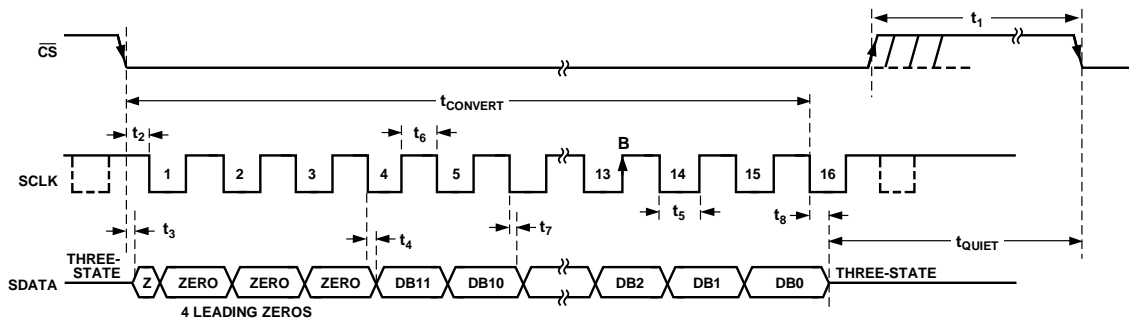 t1
CS
tCONVERT
t2
t6
B
SCLK
1 2 3 4 5 13 14 15 16
t3
t4
t7
t5
t8
tQUIET
THREE-STATE
SDATA
Z ZERO ZERO ZERO DB11 DB10 DB2 DB1 DB0
THREE-STATE
4 LEADING ZEROS